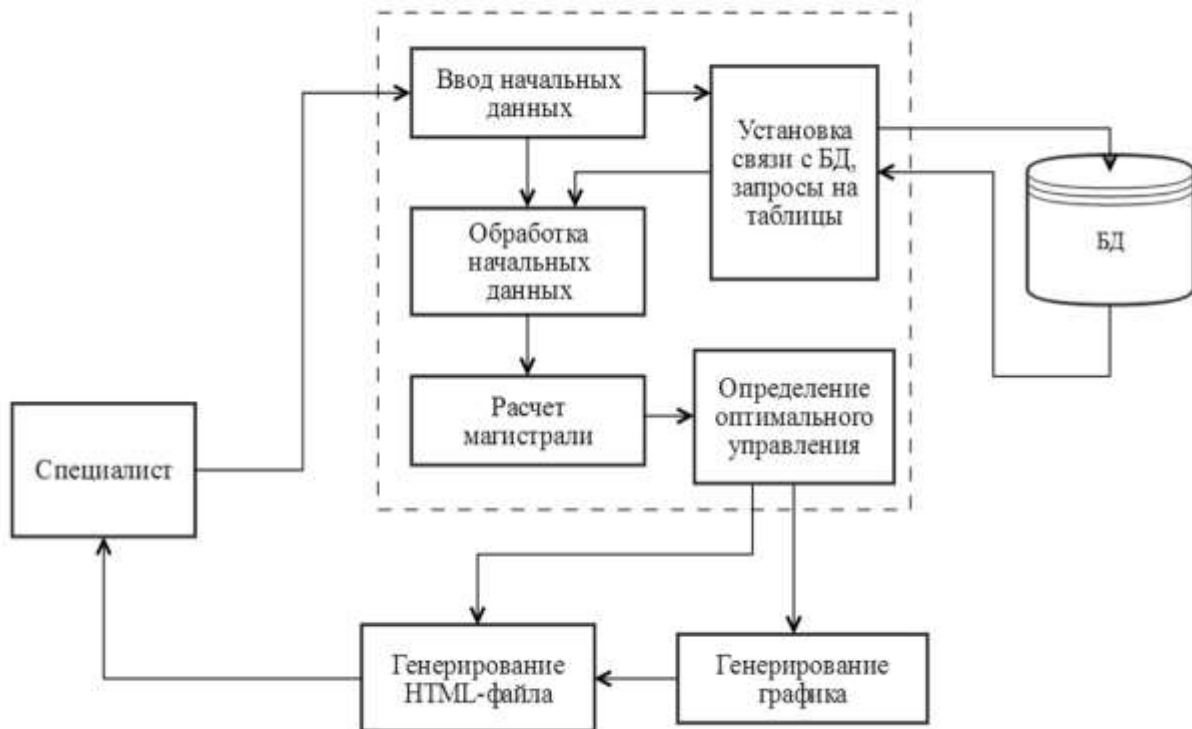 Ввод начальных
данных
Установка
связи с БД,
запросы на
таблицы
БД
Обработка
начальных
данных
Расчет
магистрали
Определение
оптимального
управления
Специалист
Генерирование
HTML-файла
Генерирование
графика